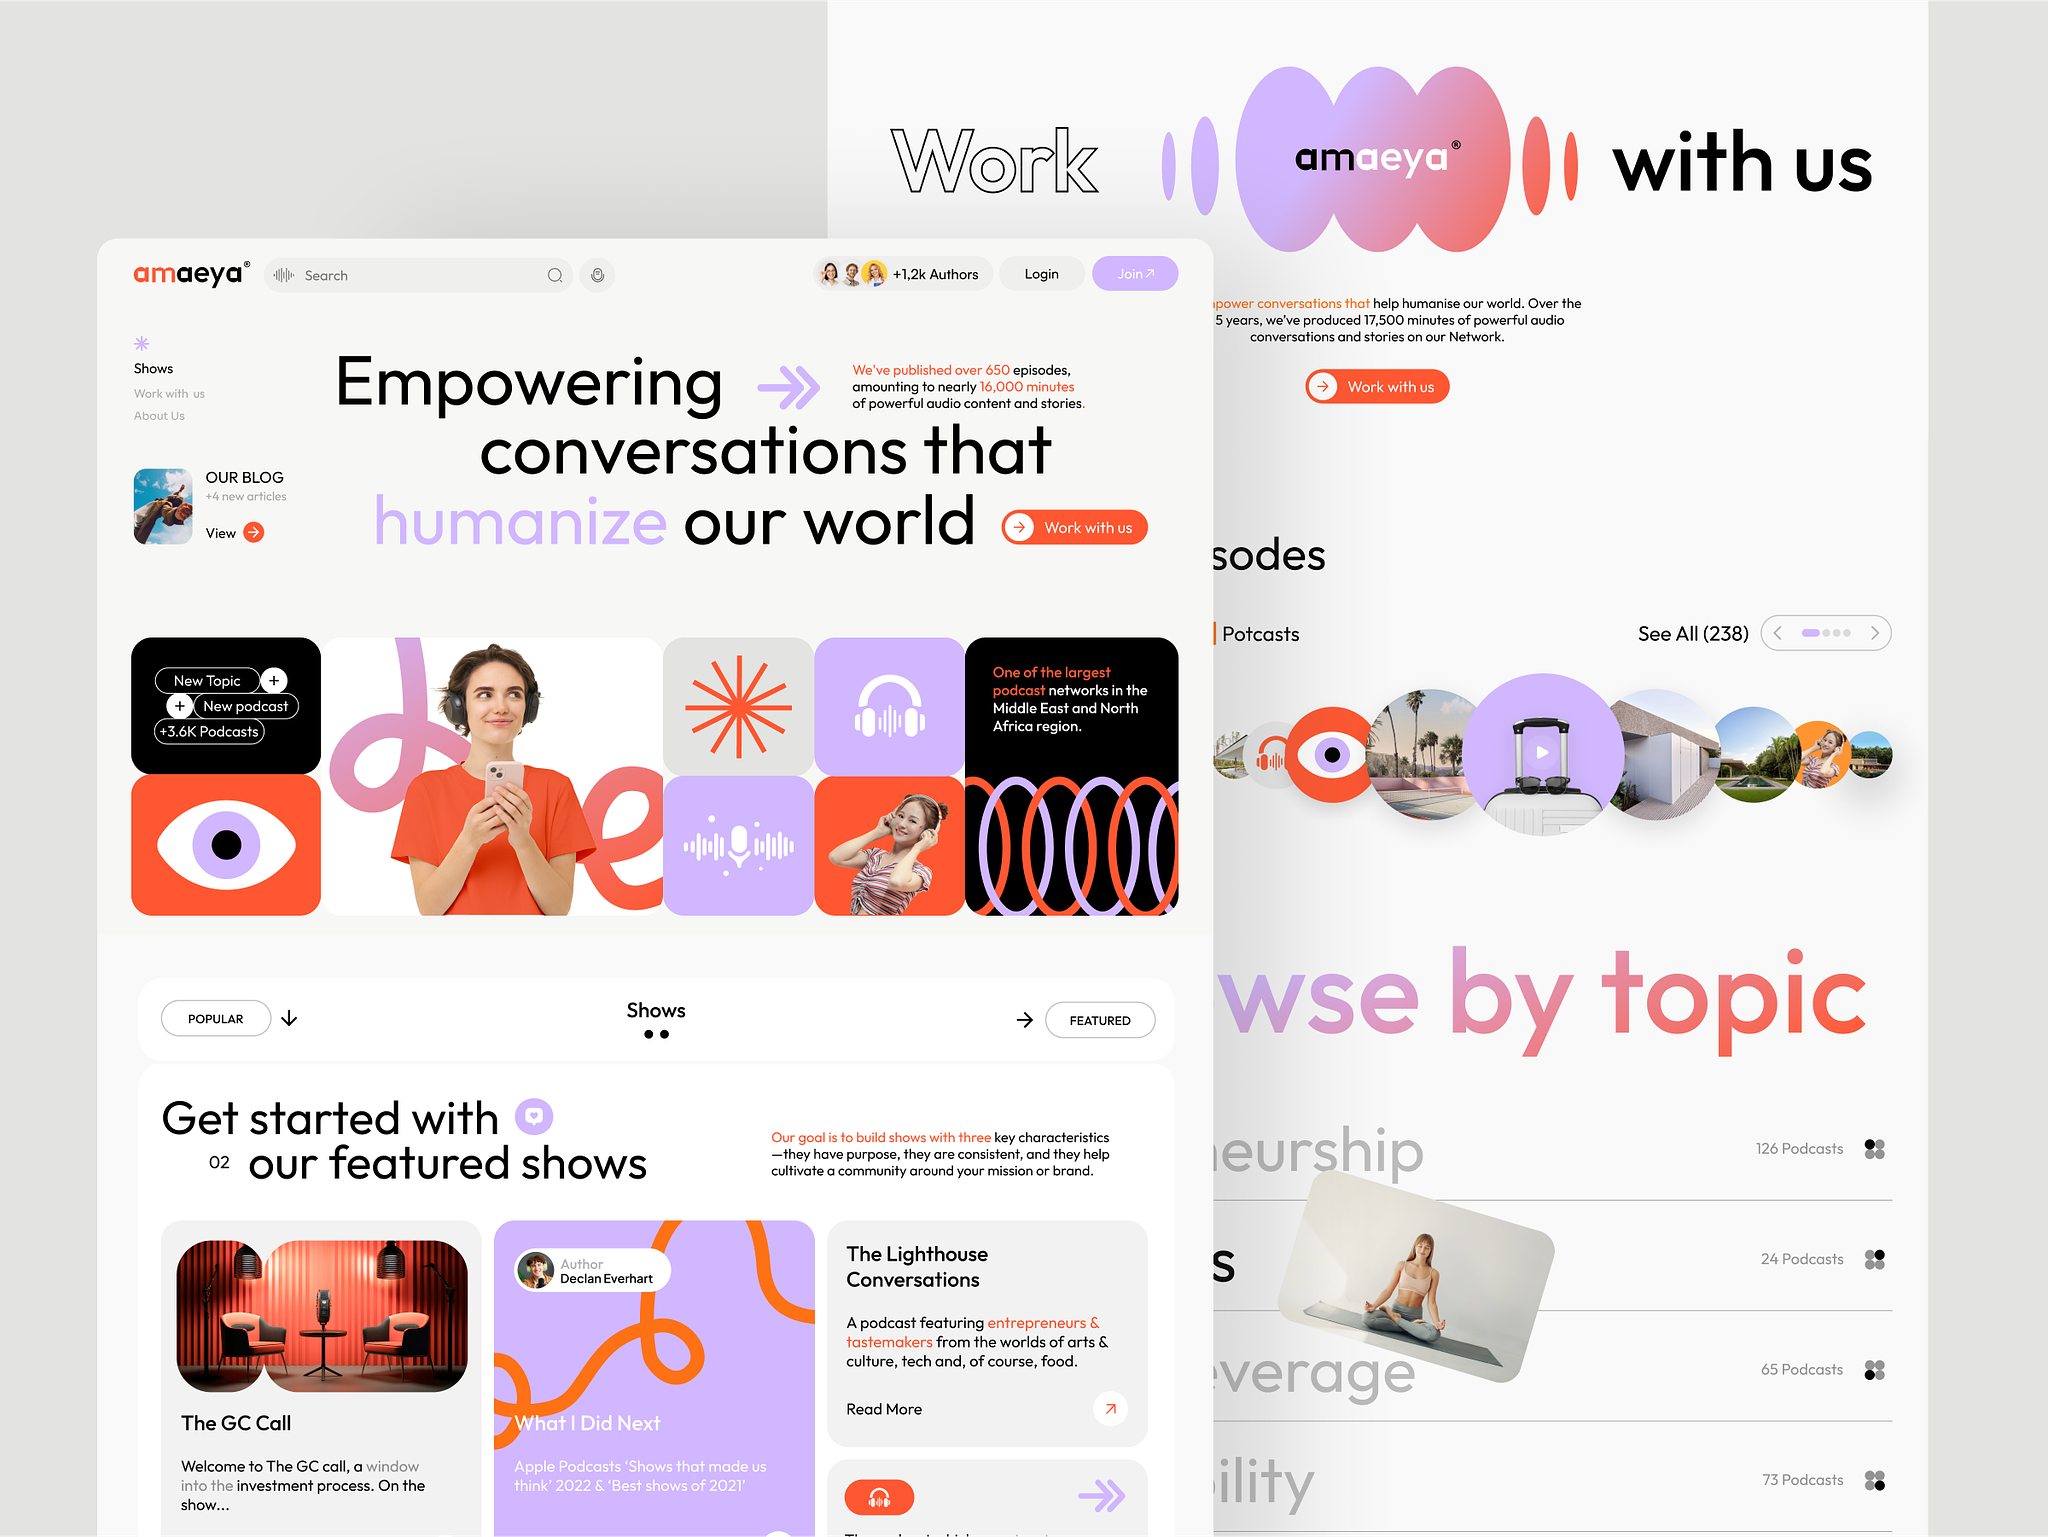 Work
amaeya®
with us
power conversations that help humanise our world. Over the
5 years, we've produced 17,500 minutes of powerful audio
conversations and stories on our Network.
Work with us
amaeya®
Search
+1,2k Authors
Login
Join
Shows
Work with us
About Us
OUR BLOG
+4 new articles
View
Empowering
conversations that
humanize our world
We've published over 650 episodes,
amounting to nearly 16,000 minutes
of powerful audio content and stories.
Work with us
New Topic
New podcast
+3.6K Podcasts
One of the largest
podcast networks in the
Middle East and North
Africa region.
POPULAR
Shows
FEATURED
Get started with
02 our featured shows
Our goal is to build shows with three key characteristics
—they have purpose, they are consistent, and they help
cultivate a community around your mission or brand.
The GC Call
Welcome to The GC call, a window
into the investment process. On the
show...
Author
Declan Everhart
What I Did Next
Apple Podcasts ‘Shows that made us
think’ 2022 & ‘Best shows of 2021’
The Lighthouse
Conversations
A podcast featuring entrepreneurs &
tastemakers from the worlds of arts &
culture, tech and, of course, food.
Read More
sodes
Potcasts
See All (238)
wse by topic
neurship
126 Podcasts
s
24 Podcasts
everage
65 Podcasts
ility
73 Podcasts